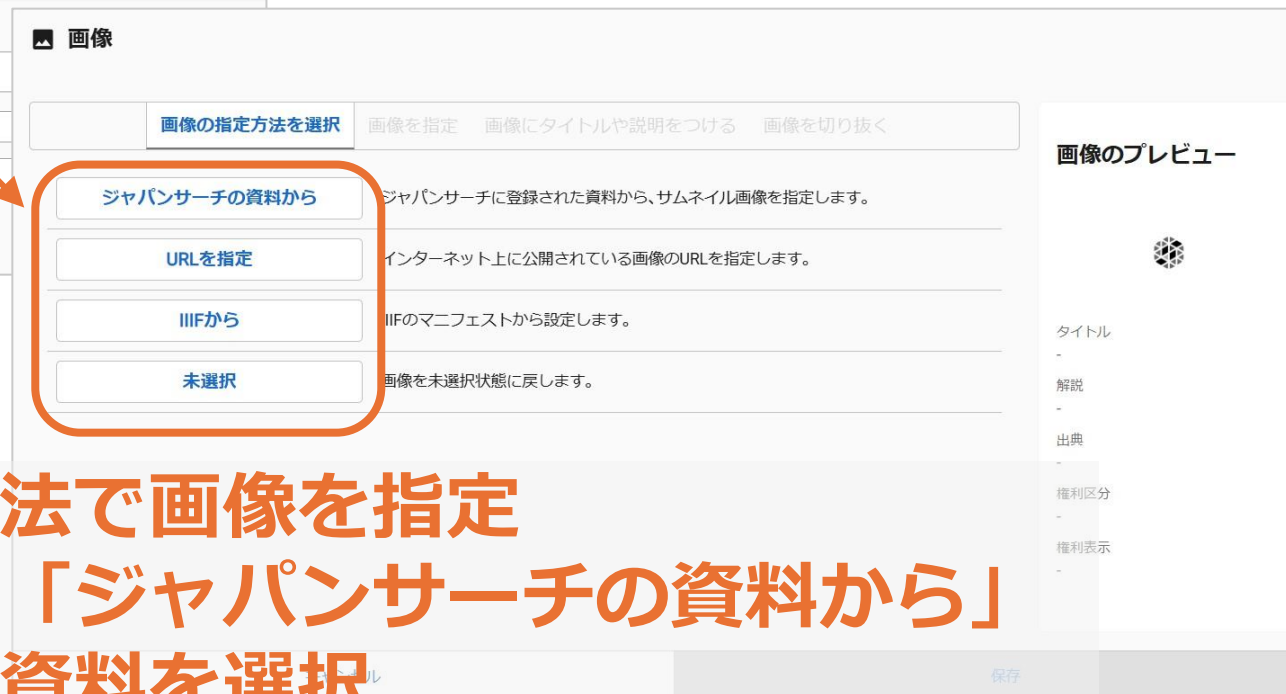 画像
画像の指定方法を選択 画像を指定 画像にタイトルや説明をつける 画像を切り抜く
ジャパンサーチの資料から ジャパンサーチに登録された資料から、サムネイル画像を指定します。
URLを指定 インターネット上に公開されている画像のURLを指定します。
IIIFから IIIFのマニフェストから設定します。
未選択 画像を未選択状態に戻します。
画像のプレビュー
タイトル
-
解説
-
出典
-
権利区分
-
権利表示
-
法で画像を指定
「ジャパンサーチの資料から」
資料を選択
保存